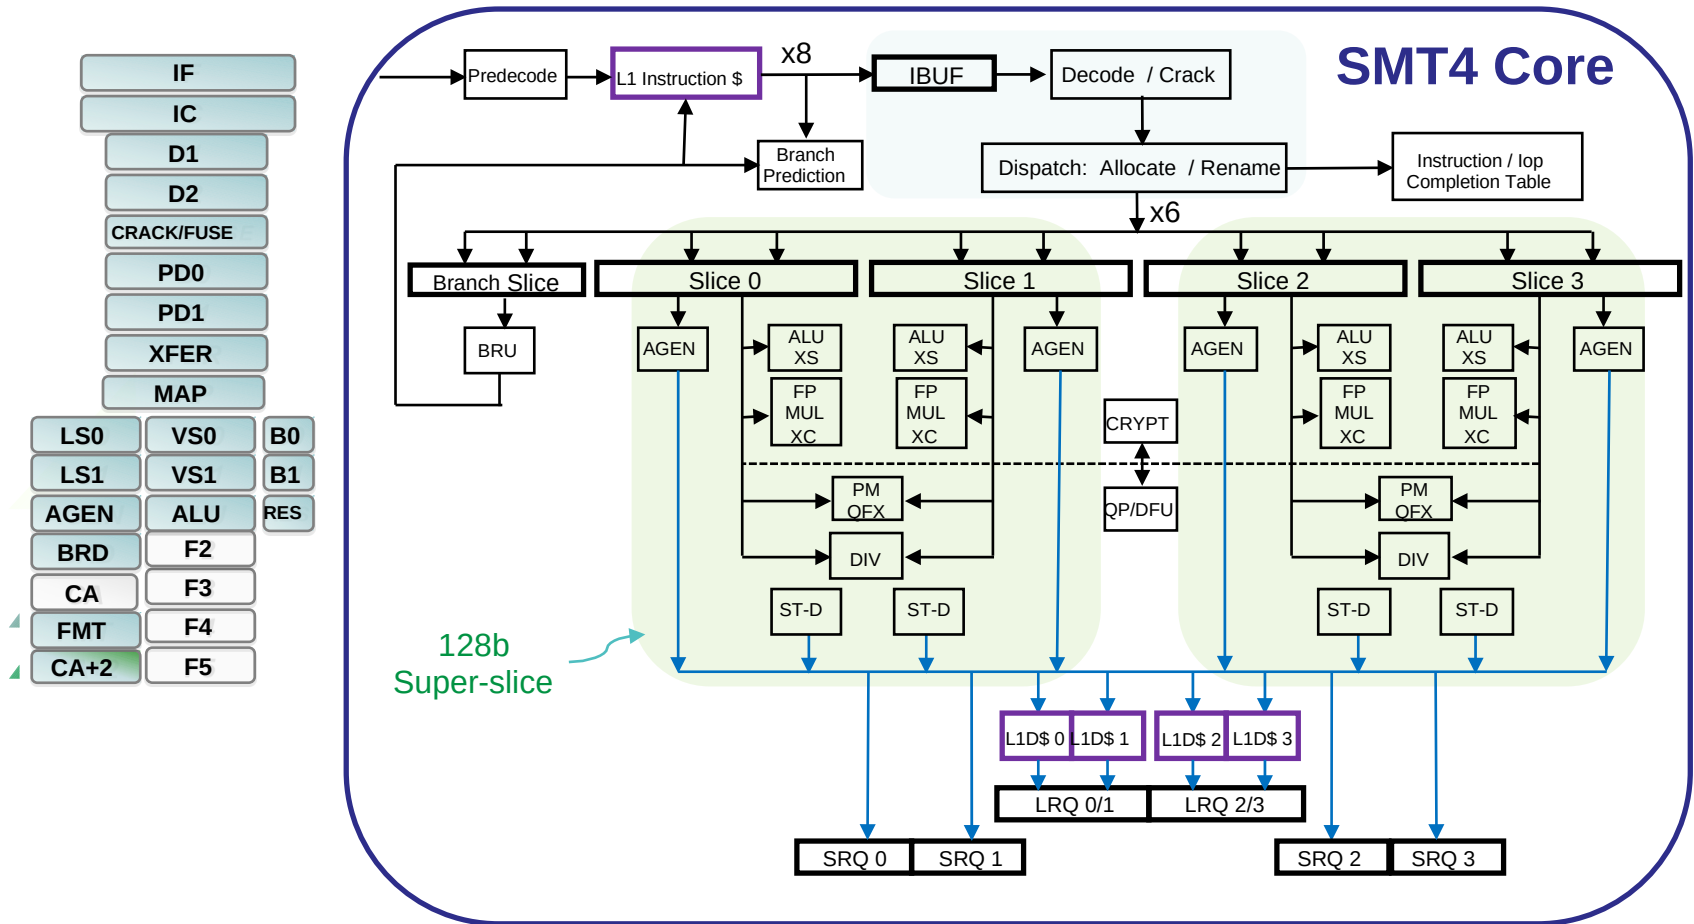 SMT4 Core
IF
IC
D1
D2
CRACK/FUSE
PD0
PD1
XFER
MAP
LS0 VS0 B0
LS1 VS1 B1
AGEN ALU RES
BRD F2
CA F3
FMT F4
CA+2 F5
Predecode
L1 Instruction $
x8
IBUF
Decode / Crack
Branch
Prediction
Dispatch: Allocate / Rename
Instruction / Iop
Completion Table
x6
Branch Slice
Slice 0
Slice 1
Slice 2
Slice 3
BRU
AGEN
ALU
XS
ALU
XS
AGEN
AGEN
ALU
XS
ALU
XS
AGEN
FP
MUL
XC
FP
MUL
XC
CRYPT
FP
MUL
XC
FP
MUL
XC
PM
QFX
QP/DFU
PM
QFX
DIV
DIV
ST-D
ST-D
ST-D
ST-D
128b
Super-slice
L1D$ 0
L1D$ 1
L1D$ 2
L1D$ 3
LRQ 0/1
LRQ 2/3
SRQ 0
SRQ 1
SRQ 2
SRQ 3